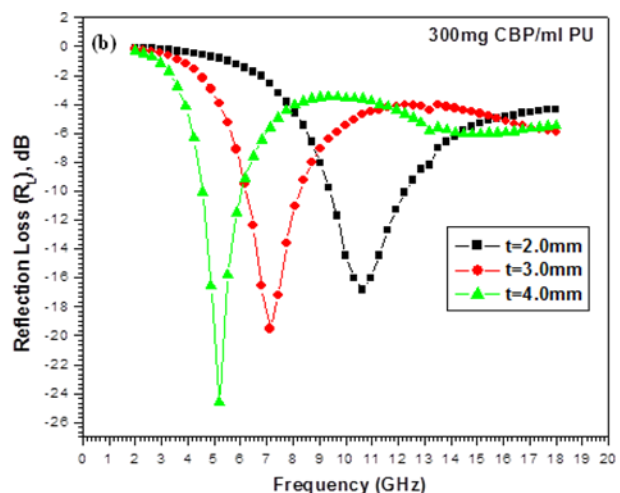 (b)
300mg CBP/ml PU
Reflection Loss (R_L), dB
2
0
-2
-4
-6
-8
-10
-12
-14
-16
-18
-20
-22
-24
-26
t=2.0mm
t=3.0mm
t=4.0mm
0 1 2 3 4 5 6 7 8 9 10 11 12 13 14 15 16 17 18 19 20
Frequency (GHz)